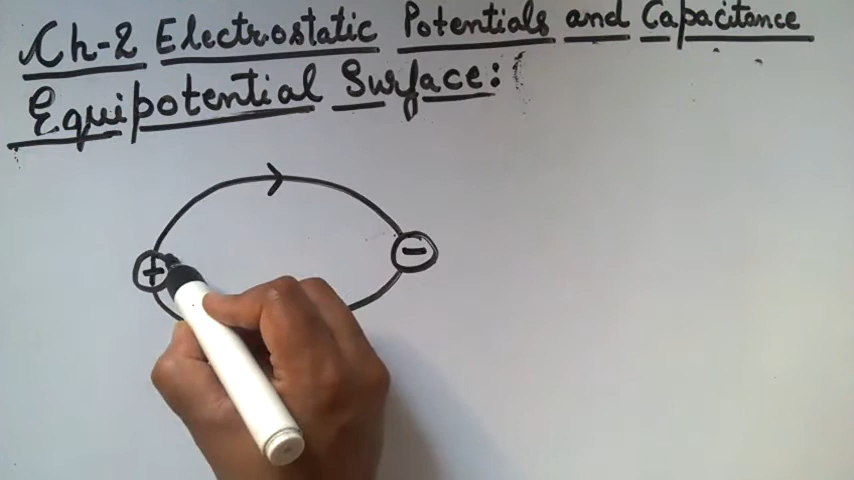 Ch-2 Electrostatic Potentials and Capacitance
Equipotential Surface:
+ -